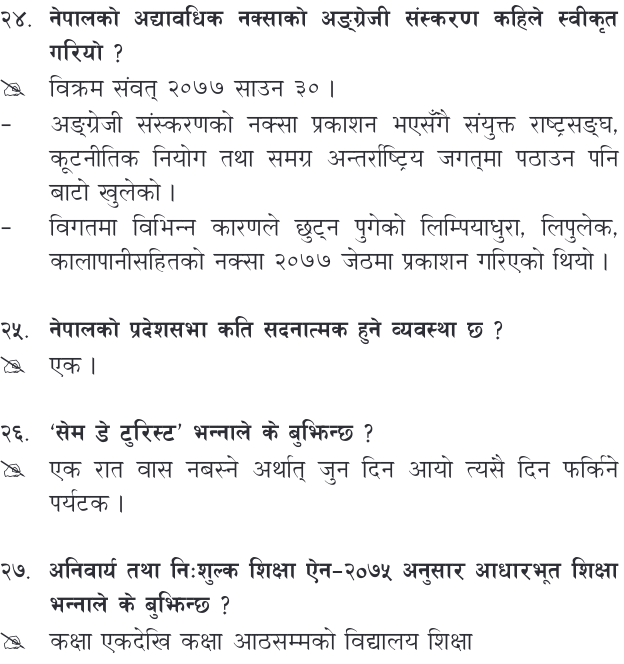 २४. नेपालको अद्यावधिक नक्साको अङ्ग्रेजी संस्करण कहिले स्वीकृत
गरियो ?
विक्रम संवत् २०७७ साउन ३० ।
– अङ्ग्रेजी संस्करणको नक्सा प्रकाशन भएसँगै संयुक्त राष्ट्रसङ्घ,
कूटनीतिक नियोग तथा समग्र अन्तर्राष्ट्रिय जगत्मा पठाउन पनि
बाटो खुलेको ।
– विगतमा विभिन्न कारणले छुट्न पुगेको लिम्पियाधुरा, लिपुलेक,
कालापानीसहितको नक्सा २०७७ जेठमा प्रकाशन गरिएको थियो ।
२५. नेपालको प्रदेशसभा कति सदनात्मक हुने व्यवस्था छ ?
एक ।
२६. ‘सेम डे टुरिस्ट’ भन्नाले के बुझिन्छ ?
एक रात वास नबस्ने अर्थात् जुन दिन आयो त्यसै दिन फर्किने
पर्यटक ।
२७. अनिवार्य तथा निःशुल्क शिक्षा ऐन–२०७५ अनुसार आधारभूत शिक्षा
भन्नाले के बुझिन्छ ?
कक्षा एकदेखि कक्षा आठसम्मको विद्यालय शिक्षा